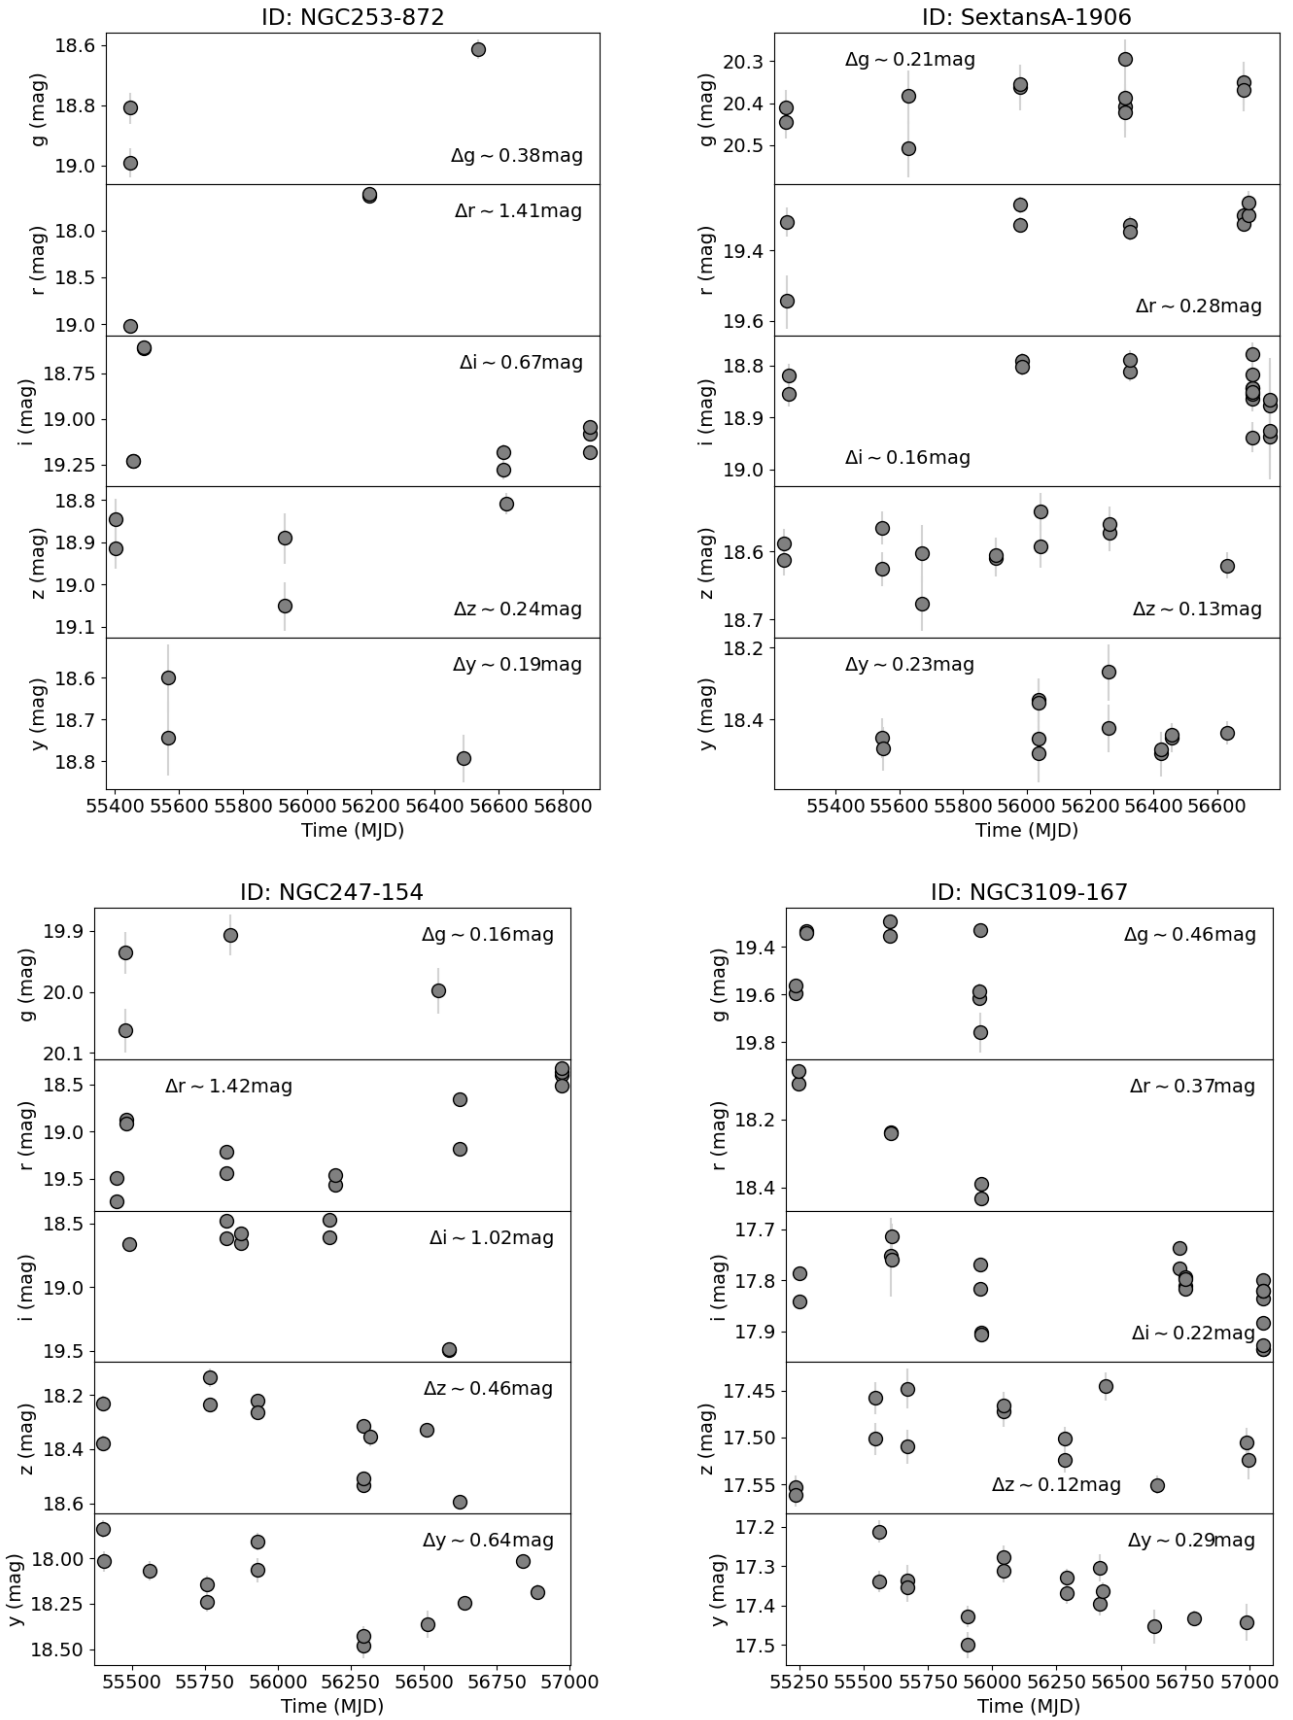 ID: NGC253-872
18.6
18.8
19.0
g (mag)
Δg ~ 0.38mag
18.0
18.5
19.0
r (mag)
Δr ~ 1.41mag
18.75
19.00
19.25
i (mag)
Δi ~ 0.67mag
18.8
18.9
19.0
19.1
z (mag)
Δz ~ 0.24mag
18.6
18.7
18.8
y (mag)
Δy ~ 0.19mag
55400 55600 55800 56000 56200 56400 56600 56800
Time (MJD)
ID: SextansA-1906
20.3
20.4
20.5
g (mag)
Δg ~ 0.21mag
19.4
19.6
r (mag)
Δr ~ 0.28mag
18.8
18.9
19.0
i (mag)
Δi ~ 0.16mag
18.6
18.7
z (mag)
Δz ~ 0.13mag
18.2
18.4
y (mag)
Δy ~ 0.23mag
55400 55600 55800 56000 56200 56400 56600
Time (MJD)
ID: NGC247-154
19.9
20.0
20.1
g (mag)
Δg ~ 0.16mag
18.5
19.0
19.5
r (mag)
Δr ~ 1.42mag
18.5
19.0
19.5
i (mag)
Δi ~ 1.02mag
18.2
18.4
18.6
z (mag)
Δz ~ 0.46mag
18.00
18.25
18.50
y (mag)
Δy ~ 0.64mag
55500 55750 56000 56250 56500 56750 57000
Time (MJD)
ID: NGC3109-167
19.4
19.6
19.8
g (mag)
Δg ~ 0.46mag
18.2
18.4
r (mag)
Δr ~ 0.37mag
17.7
17.8
17.9
i (mag)
Δi ~ 0.22mag
17.45
17.50
17.55
z (mag)
Δz ~ 0.12mag
17.2
17.3
17.4
17.5
y (mag)
Δy ~ 0.29mag
55250 55500 55750 56000 56250 56500 56750 57000
Time (MJD)